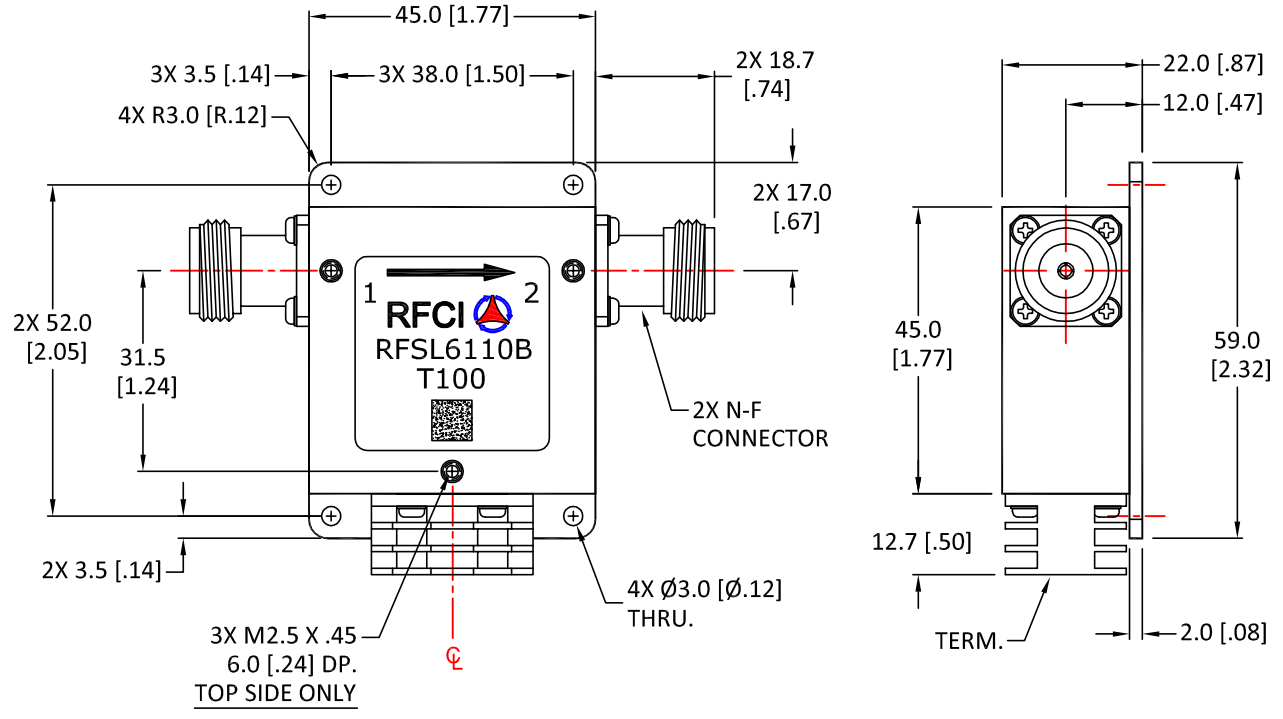 45.0 [1.77]
3X 3.5 [.14]
3X 38.0 [1.50]
2X 18.7
[.74]
4X R3.0 [R.12]
2X 17.0
[.67]
2X 52.0
[2.05]
31.5
[1.24]
1
2
RFCI
RFSL6110B
T100
2X N-F
CONNECTOR
2X 3.5 [.14]
3X M2.5 X .45
6.0 [.24] DP.
TOP SIDE ONLY
℄
4X Ø3.0 [Ø.12]
THRU.
22.0 [.87]
12.0 [.47]
45.0
[1.77]
59.0
[2.32]
12.7 [.50]
TERM.
2.0 [.08]